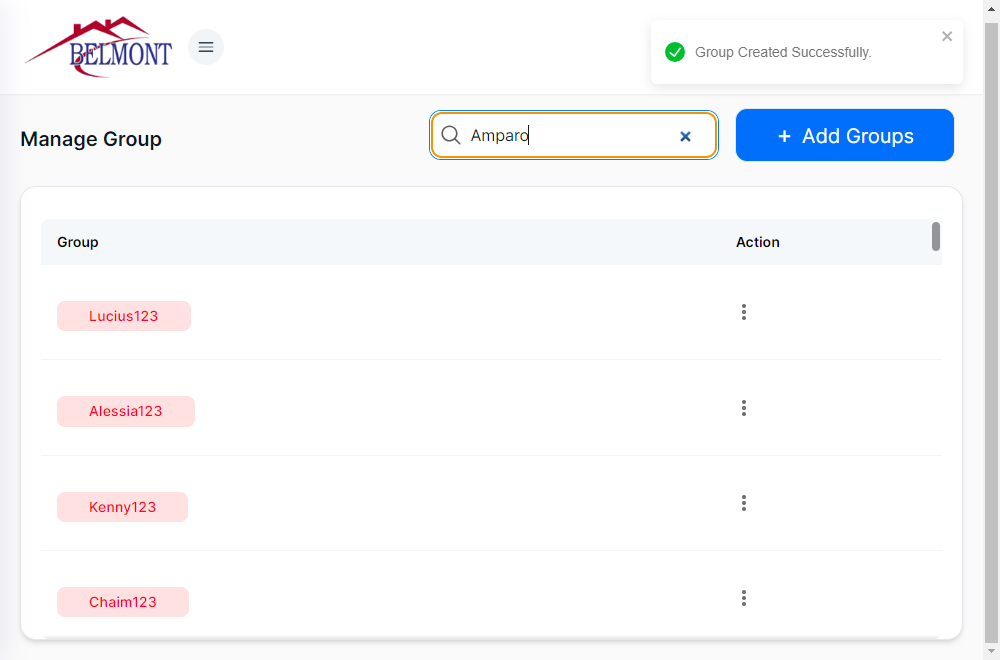 BELMONT
Group Created Successfully.
Manage Group
Amparo
+ Add Groups
Group Action
Lucius123
Alessia123
Kenny123
Chaim123